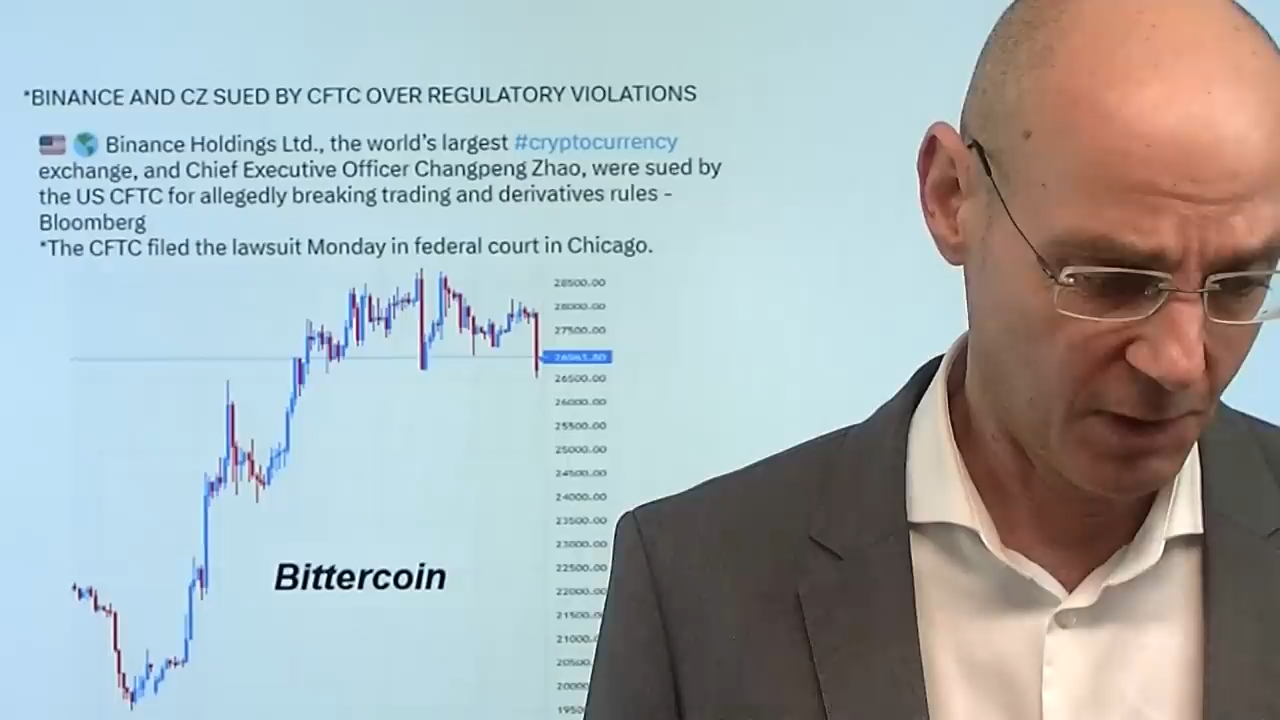 *BINANCE AND CZ SUED BY CFTC OVER REGULATORY VIOLATIONS
Binance Holdings Ltd., the world's largest #cryptocurrency
exchange, and Chief Executive Officer Changpeng Zhao, were sued by
the US CFTC for allegedly breaking trading and derivatives rules -
Bloomberg
*The CFTC filed the lawsuit Monday in federal court in Chicago.
28500.00
28000.00
27500.00
26500.00
26000.00
25500.00
25000.00
24500.00
24000.00
23500.00
23000.00
22500.00
Bittercoin
22000.00
21500.00
21000.
20500.
20000
1950